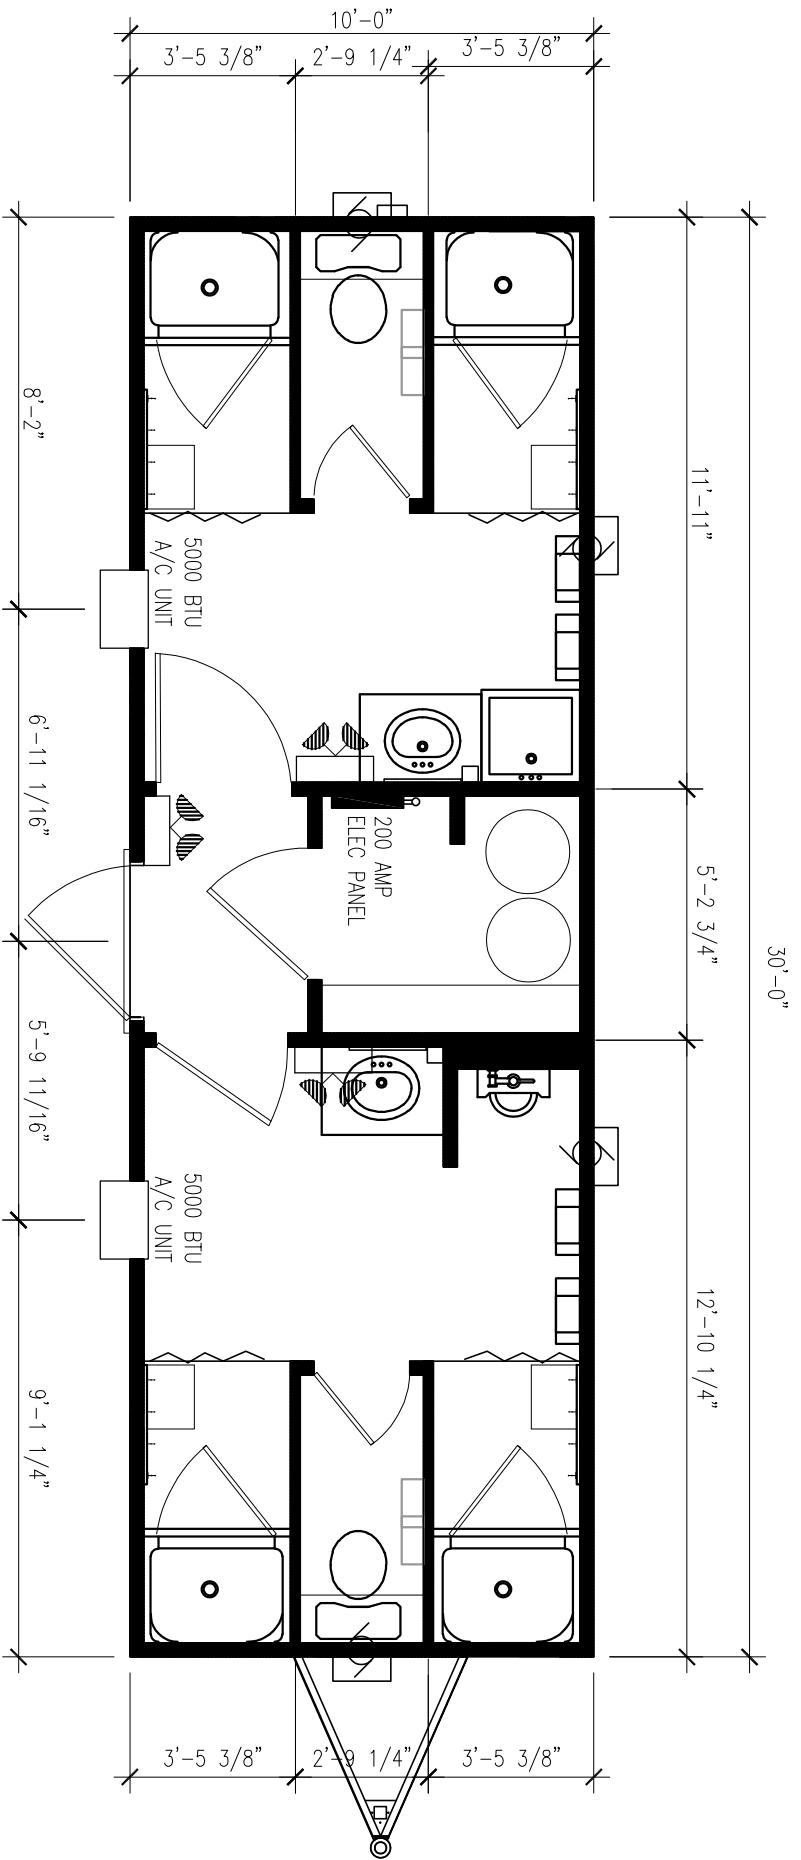 10'-0"
3'-5 3/8"
2'-9 1/4"
3'-5 3/8"
8'-2"
11'-11"
5000 BTU
A/C UNIT
6'-11 1/16"
200 AMP
ELEC PANEL
5'-2 3/4"
30'-0"
5'-9 11/16"
5000 BTU
A/C UNIT
12'-10 1/4"
9'-1 1/4"
3'-5 3/8"
2'-9 1/4"
3'-5 3/8"